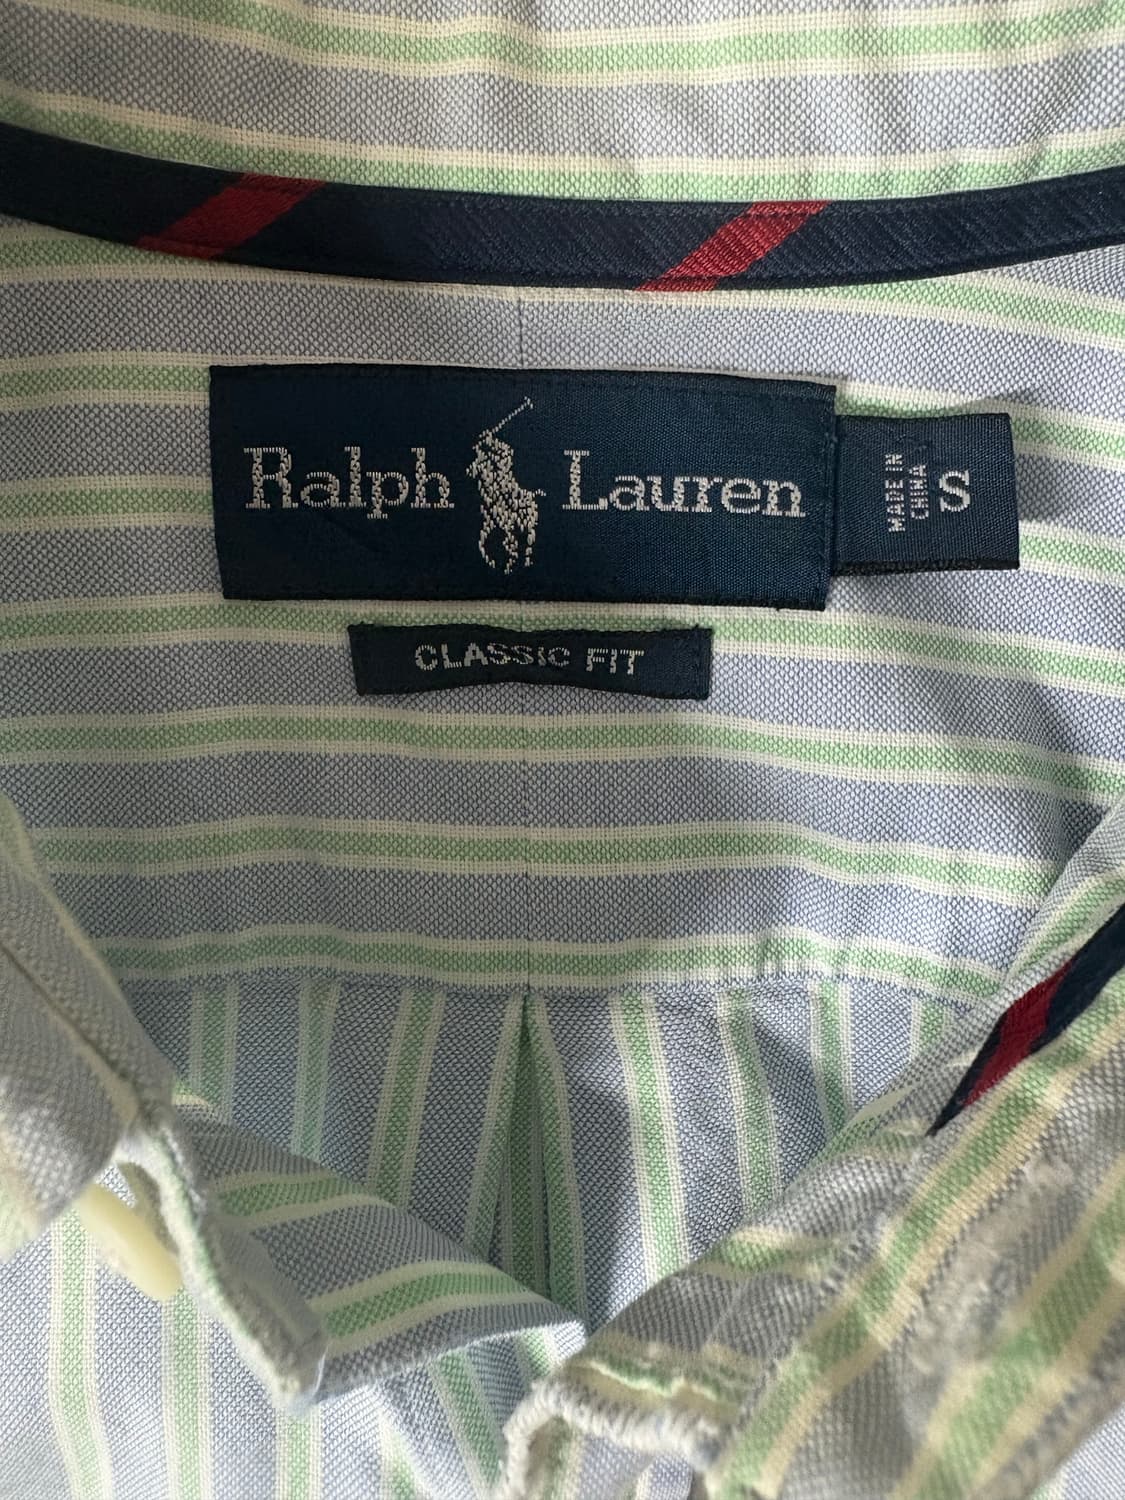 Ralph Lauren
MADE IN
CHINA
S
CLASSIC FIT